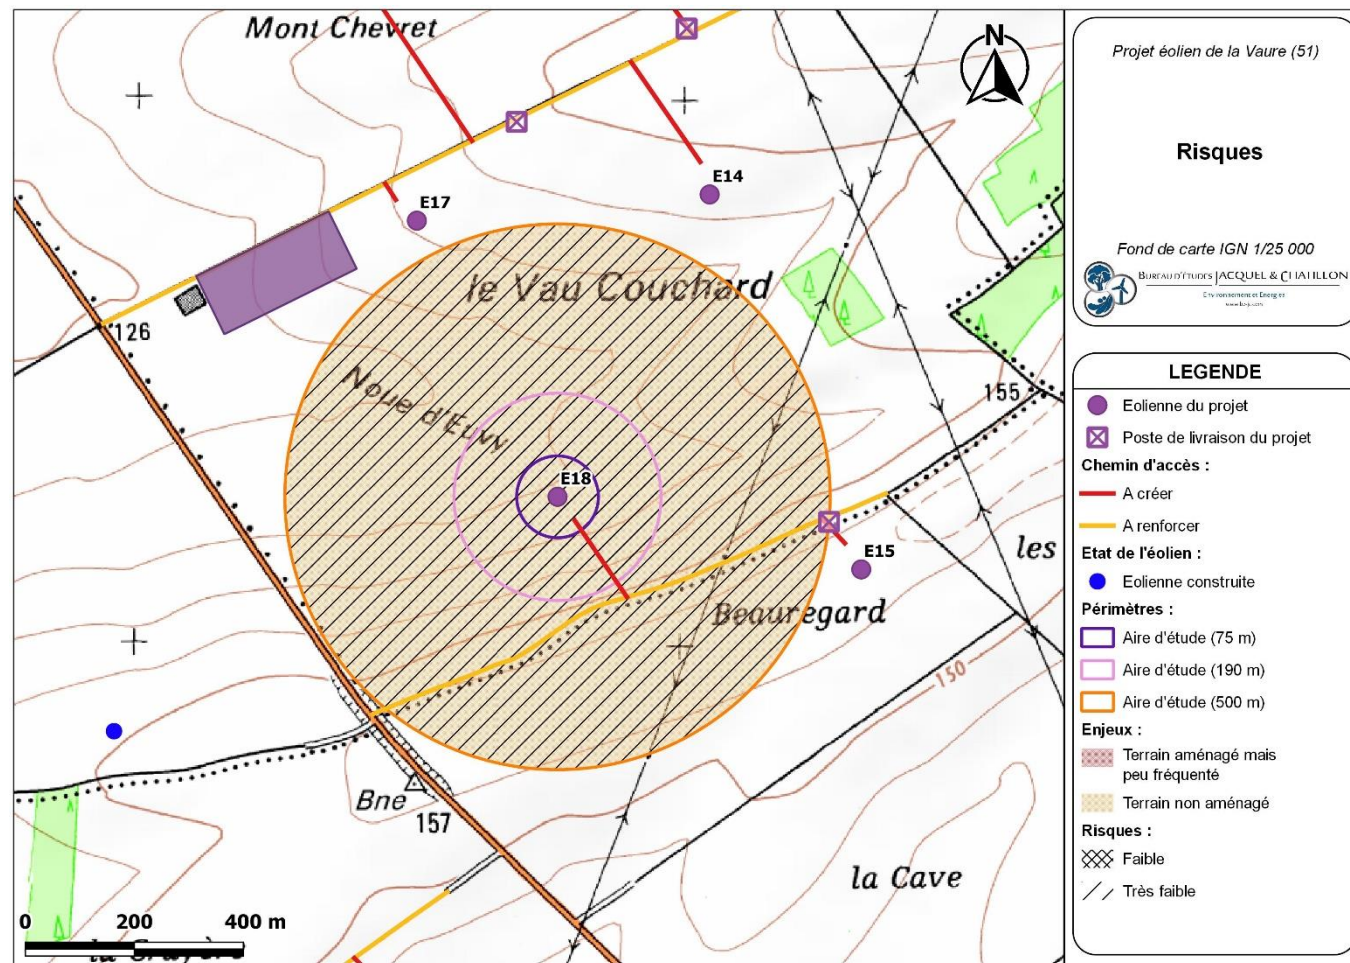 Mont Chevret
N
E14
E17
le Vau Couchard
126
Noue d'Euvy
155
E18
les
E15
Beauregard
150
Bne
157
la Cave
0 200 400 m
Projet éolien de la Vaure (51)
Risques
Fond de carte IGN 1/25 000
BUREAU D'ÉTUDES JACQUEL & CHATILLON
Environnement et Energies
LEGENDE
Eolienne du projet
Poste de livraison du projet
Chemin d'accès :
A créer
A renforcer
Etat de l'éolien :
Eolienne construite
Périmètres :
Aire d'étude (75 m)
Aire d'étude (190 m)
Aire d'étude (500 m)
Enjeux :
Terrain aménagé mais
peu fréquenté
Terrain non aménagé
Risques :
Faible
Très faible